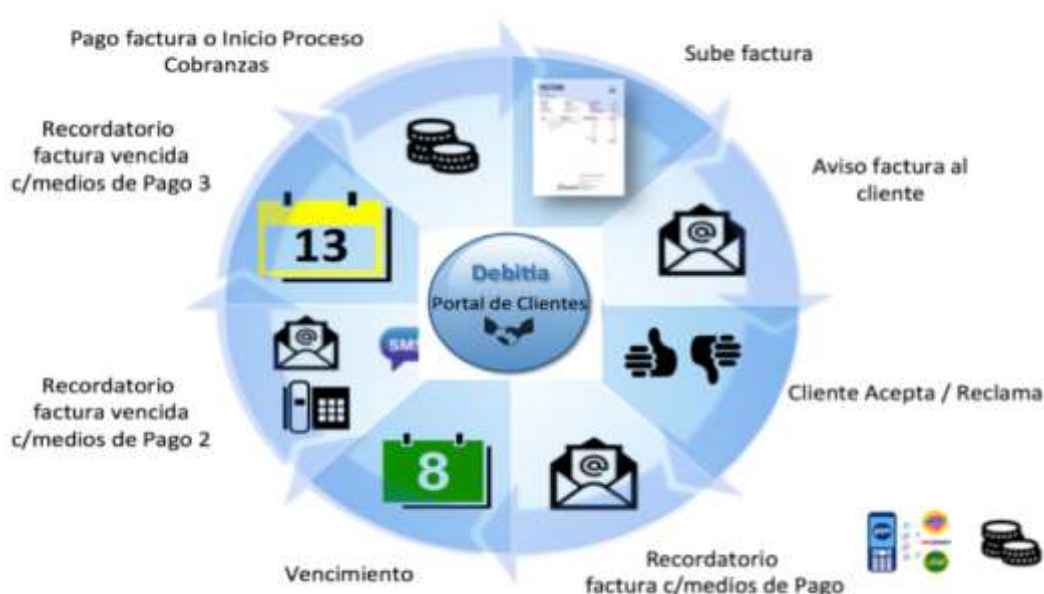 Pago factura o Inicio Proceso
Cobranzas
Sube factura
Recordatorio
factura vencida
c/medios de Pago 3
Aviso factura al
cliente
@
13
Debitia
Portal de Clientes
SMS
Recordatorio
factura vencida
c/medios de Pago 2
Cliente Acepta / Reclama
8
@
@
Vencimiento
Recordatorio
factura c/medios de Pago